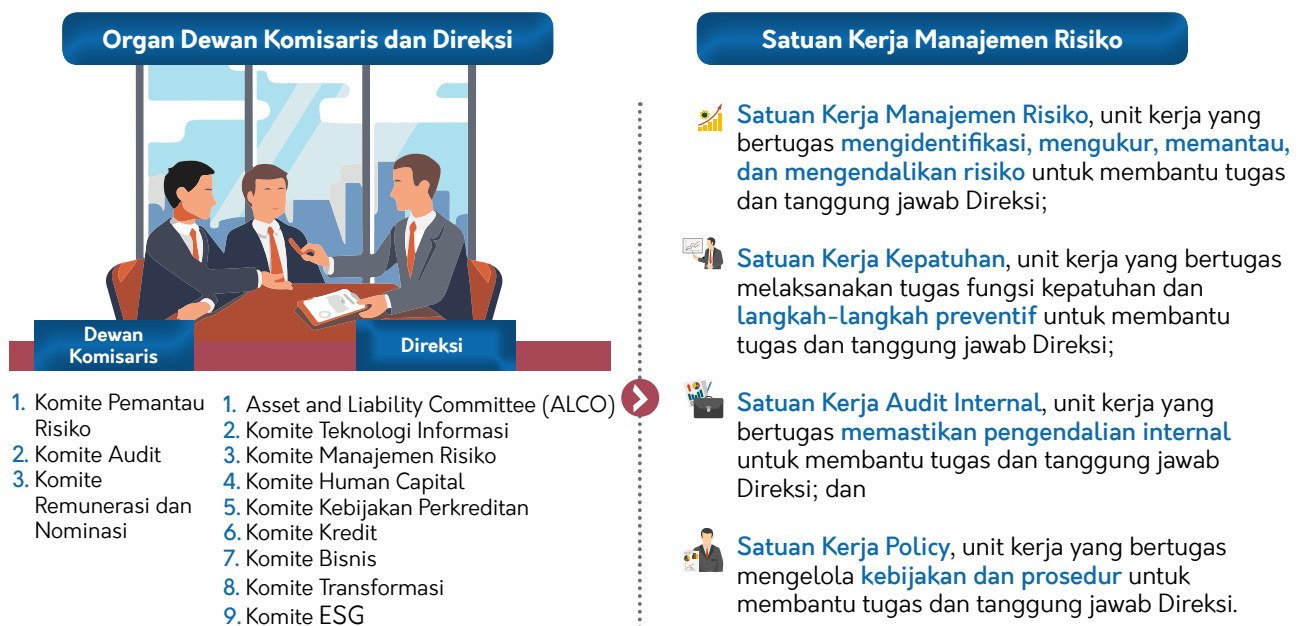 Organ Dewan Komisaris dan Direksi
Dewan
Komisaris
Direksi
1. Komite Pemantau
Risiko
2. Komite Audit
3. Komite
Remunerasi dan
Nominasi
1. Asset and Liability Committee (ALCO)
2. Komite Teknologi Informasi
3. Komite Manajemen Risiko
4. Komite Human Capital
5. Komite Kebijakan Perkreditan
6. Komite Kredit
7. Komite Bisnis
8. Komite Transformasi
9. Komite ESG
Satuan Kerja Manajemen Risiko
Satuan Kerja Manajemen Risiko, unit kerja yang
bertugas mengidentifikasi, mengukur, memantau,
dan mengendalikan risiko untuk membantu tugas
dan tanggung jawab Direksi;
Satuan Kerja Kepatuhan, unit kerja yang bertugas
melaksanakan tugas fungsi kepatuhan dan
langkah-langkah preventif untuk membantu
tugas dan tanggung jawab Direksi;
Satuan Kerja Audit Internal, unit kerja yang
bertugas memastikan pengendalian internal
untuk membantu tugas dan tanggung jawab
Direksi; dan
Satuan Kerja Policy, unit kerja yang bertugas
mengelola kebijakan dan prosedur untuk
membantu tugas dan tanggung jawab Direksi.